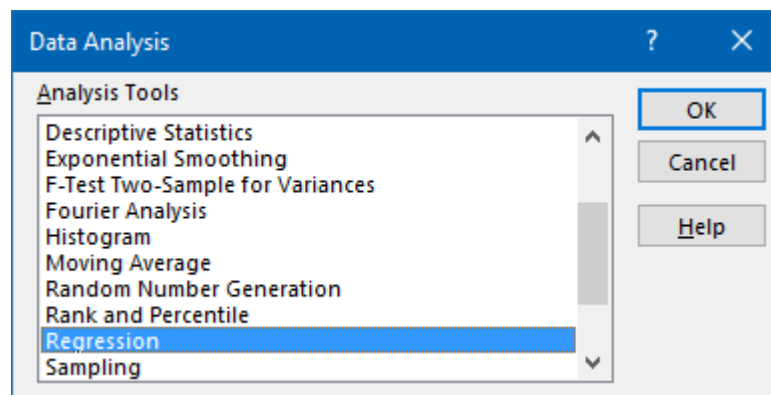 Data Analysis ? ×
Analysis Tools
Descriptive Statistics
Exponential Smoothing
F-Test Two-Sample for Variances
Fourier Analysis
Histogram
Moving Average
Random Number Generation
Rank and Percentile
Regression
Sampling
OK
Cancel
Help